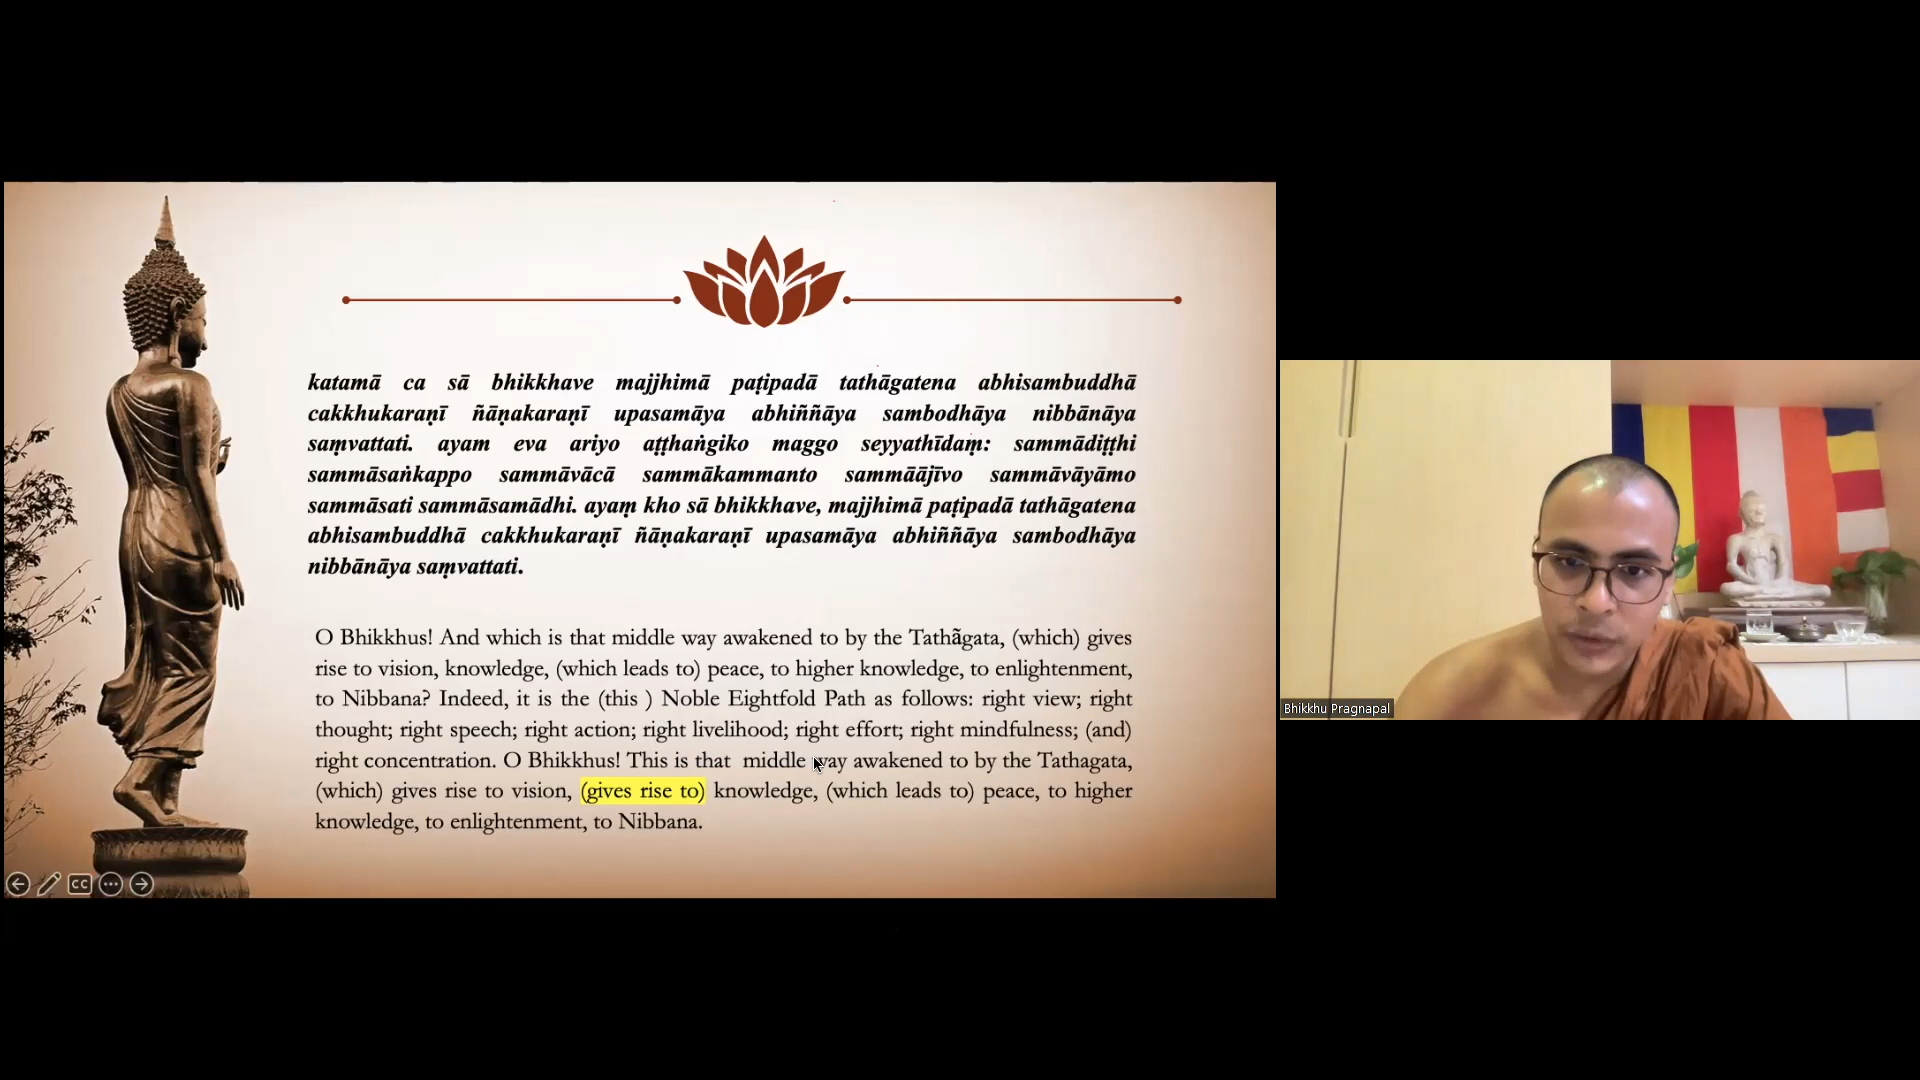 katamā ca sā bhikkhave majjhimā paṭipadā tathāgatena abhisambuddhā
cakkhukaraṇī ñāṇakaraṇī upasamāya abhiññāya sambodhāya nibbānāya
saṃvattati. ayam eva ariyo aṭṭhaṅgiko maggo seyyathīdaṃ: sammādiṭṭhi
sammāsaṅkappo sammāvācā sammākammanto sammāājīvo sammāvāyāmo
sammāsati sammāsamādhi. ayaṃ kho sā bhikkhave, majjhimā paṭipadā tathāgatena
abhisambuddhā cakkhukaraṇī ñāṇakaraṇī upasamāya abhiññāya sambodhāya
nibbānāya saṃvattati.
O Bhikkhus! And which is that middle way awakened to by the Tathãgata, (which) gives
rise to vision, knowledge, (which leads to) peace, to higher knowledge, to enlightenment,
to Nibbana? Indeed, it is the (this ) Noble Eightfold Path as follows: right view; right
thought; right speech; right action; right livelihood; right effort; right mindfulness; (and)
right concentration. O Bhikkhus! This is that middle way awakened to by the Tathagata,
(which) gives rise to vision, (gives rise to) knowledge, (which leads to) peace, to higher
knowledge, to enlightenment, to Nibbana.
CC
Bhikkhu Pragnapal